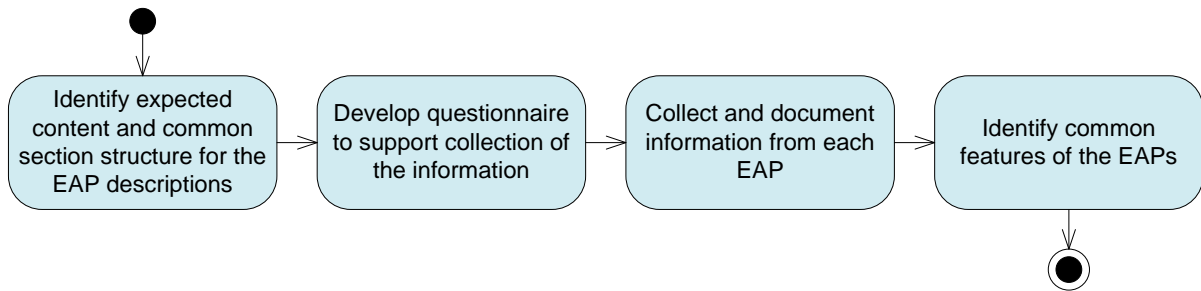 Identify expected
content and common
section structure for the
EAP descriptions
Develop questionnaire
to support collection of
the information
Collect and document
information from each
EAP
Identify common
features of the EAPs